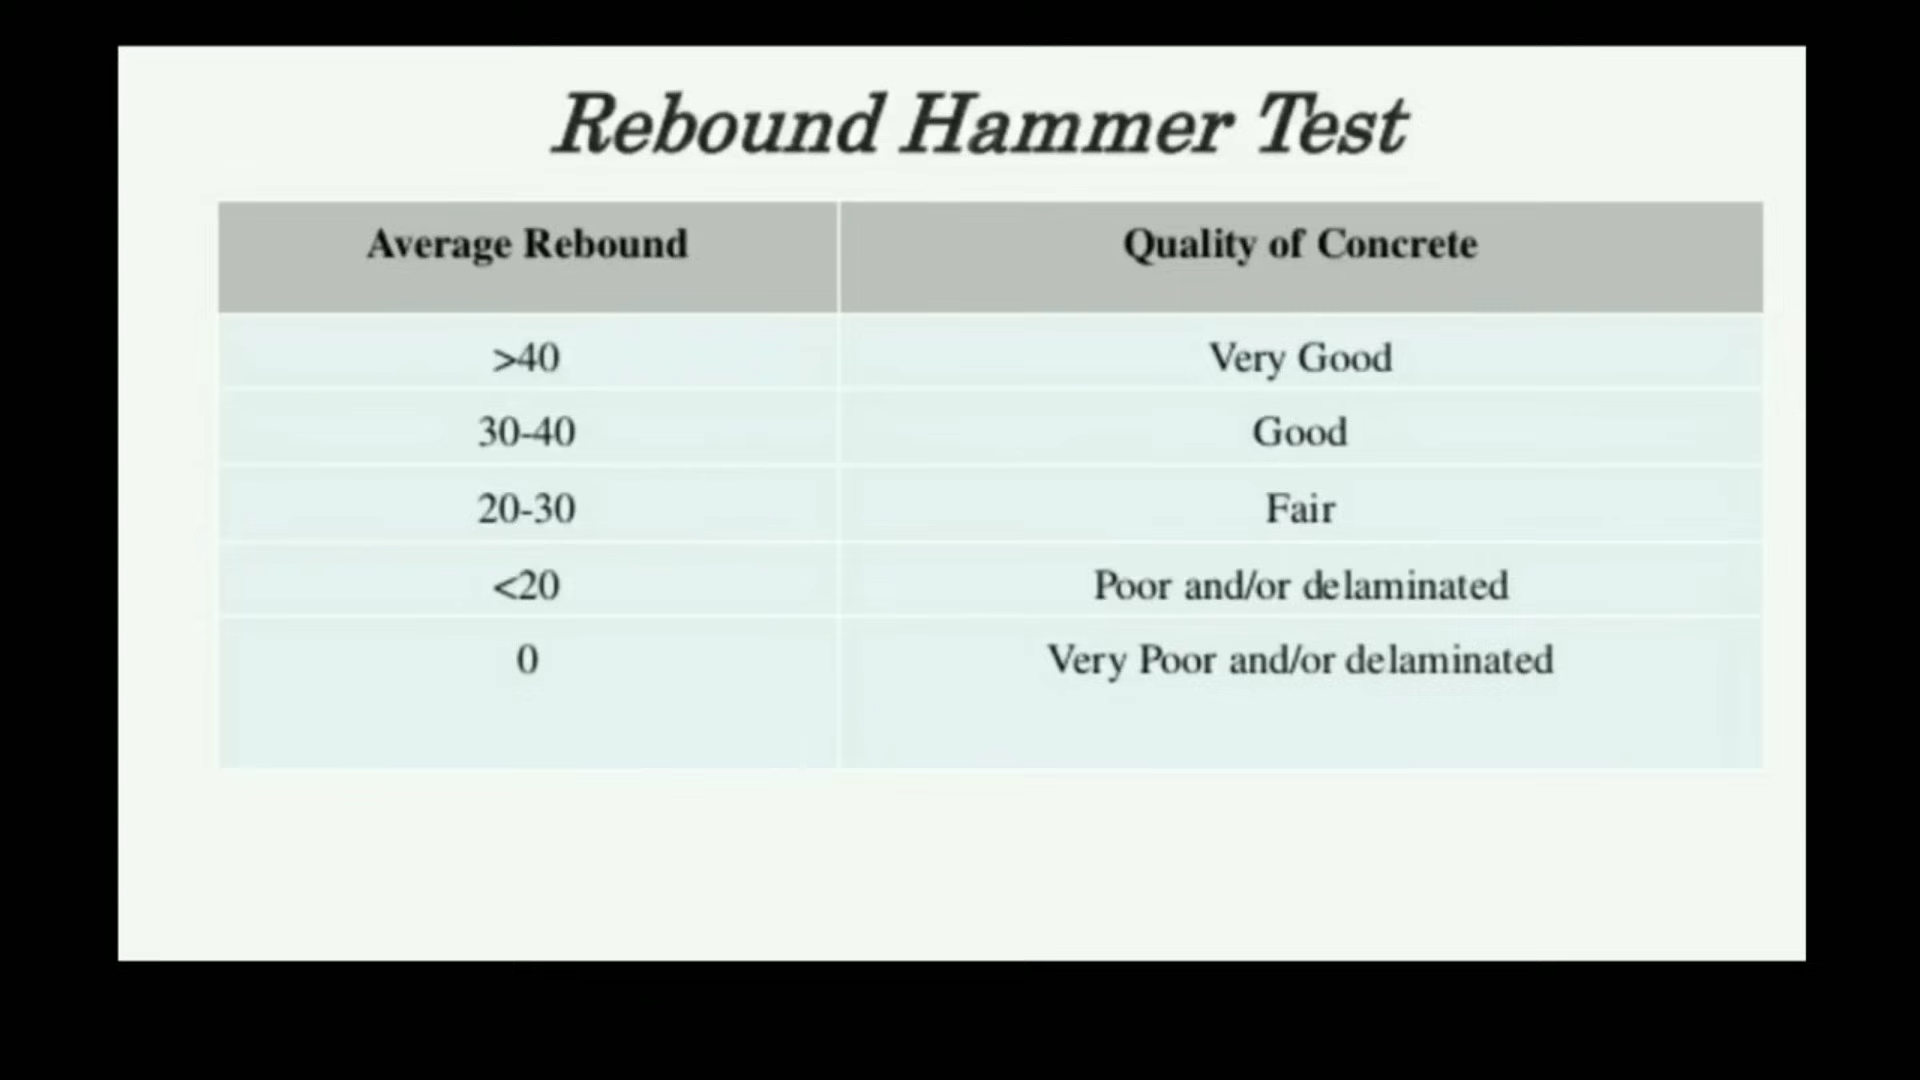 Rebound Hammer Test
Average Rebound Quality of Concrete
>40 Very Good
30-40 Good
20-30 Fair
<20 Poor and/or delaminated
0 Very Poor and/or delaminated